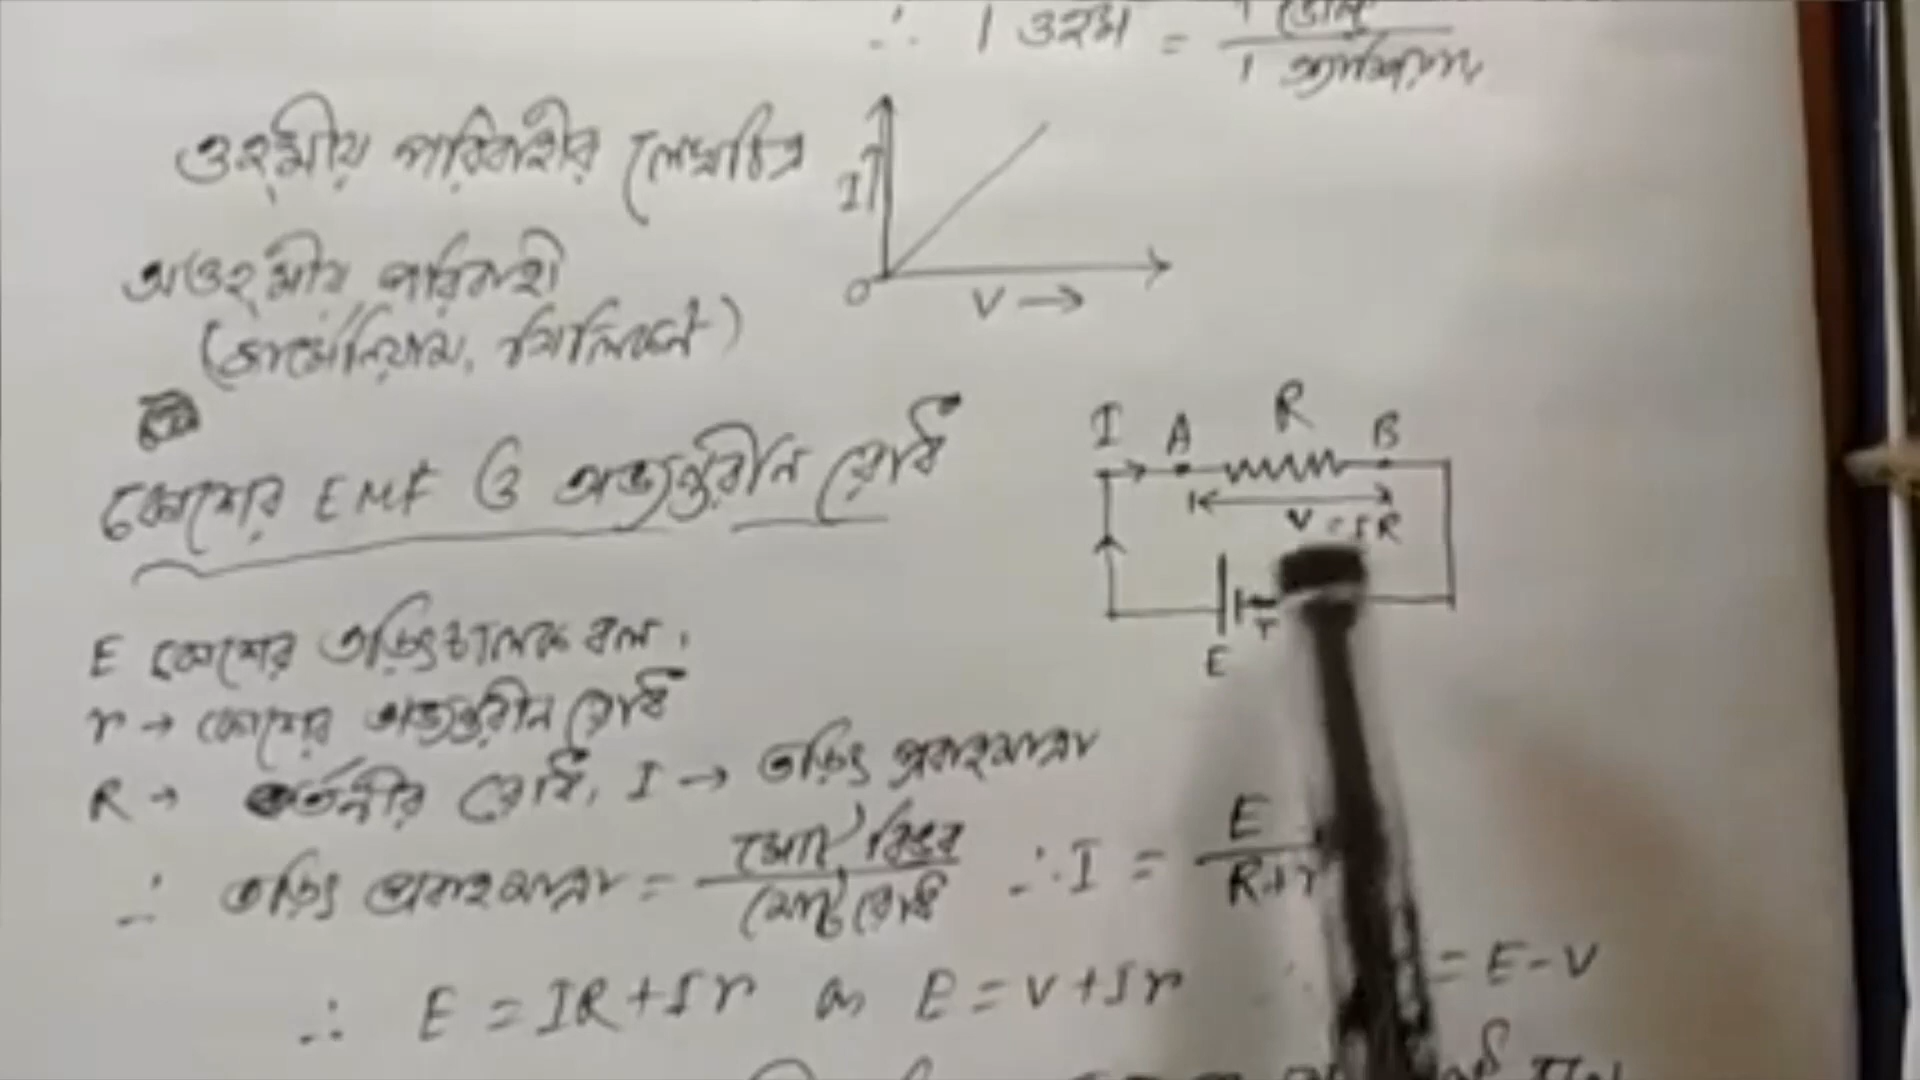 ∴ 1 ওহম = 1 ভোল্ট / 1 অ্যাম্পিয়ার
ওহমীয় পরিবাহীর লেখচিত্র
I↑
O
V →
অওহমীয় পরিবাহী
(জার্মেনিয়াম, সিলিকন)
কোশের EMF ও অভ্যন্তরীন রোধ
I A R B
V = IR
r
E
E কোশের তড়িৎচালক বল।
r → কোশের অভ্যন্তরীন রোধ
R → বর্তনীর রোধ, I → তড়িৎ প্রবাহমাত্রা
∴ তড়িৎ প্রবাহমাত্রা = মোট বিভব / মোট রোধ ∴ I = E / R+r
∴ E = IR + Ir বা E = V + Ir = E - V